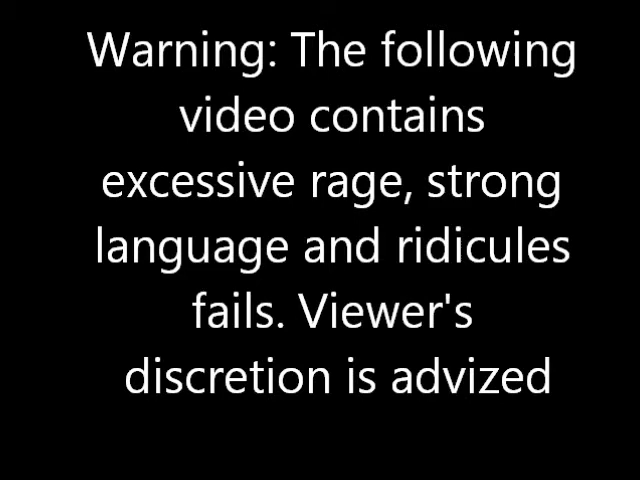 Warning: The following
video contains
excessive rage, strong
language and ridicules
fails. Viewer's
discretion is advized